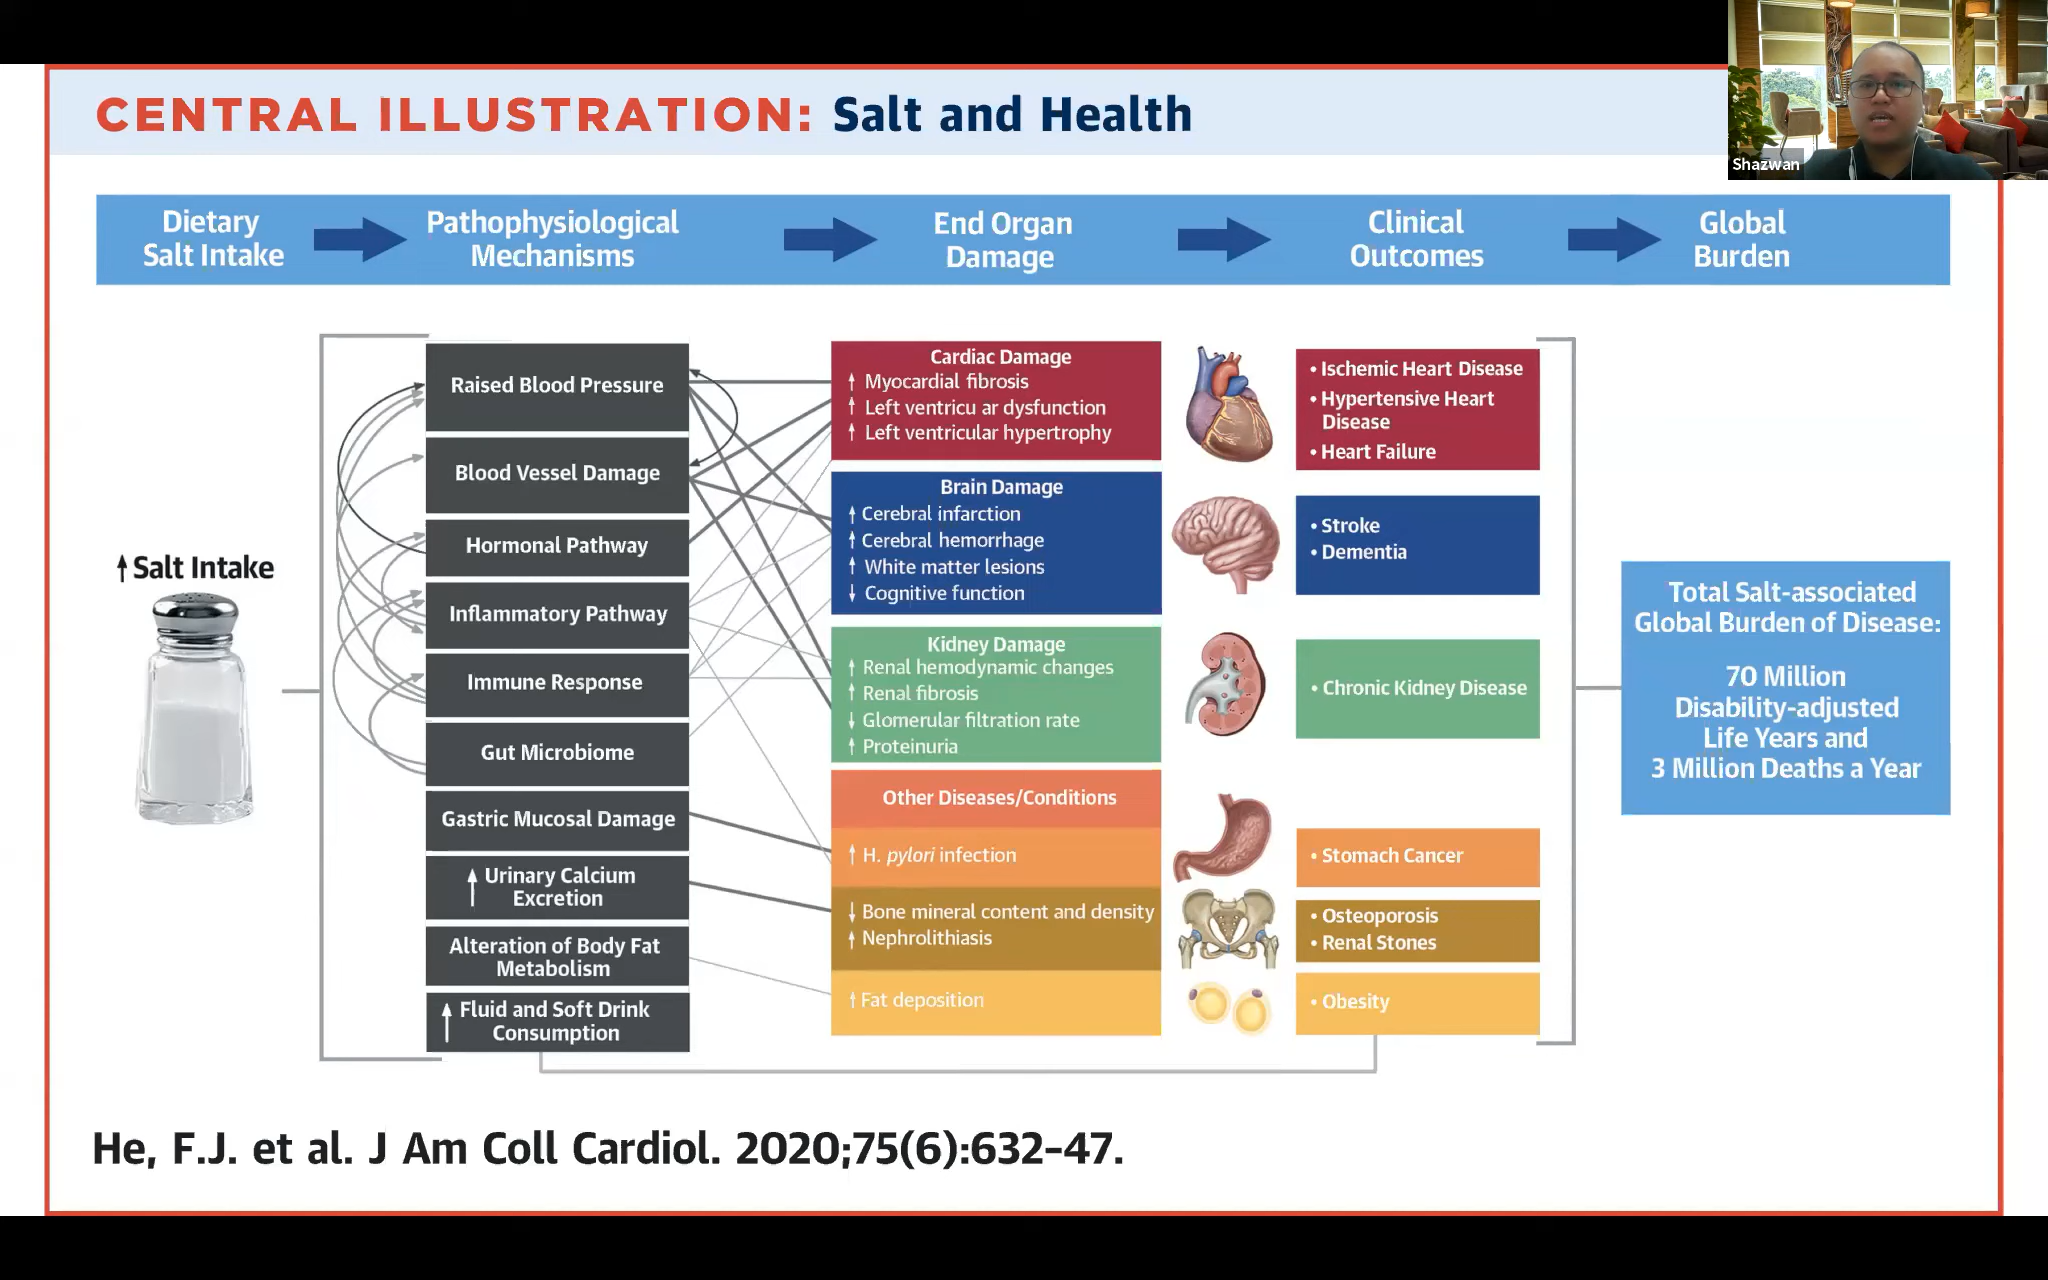 CENTRAL ILLUSTRATION: Salt and Health
Shazwan
Dietary
Salt Intake
Pathophysiological
Mechanisms
End Organ
Damage
Clinical
Outcomes
Global
Burden
↑ Salt Intake
Raised Blood Pressure
Blood Vessel Damage
Hormonal Pathway
Inflammatory Pathway
Immune Response
Gut Microbiome
Gastric Mucosal Damage
↑ Urinary Calcium
Excretion
Alteration of Body Fat
Metabolism
↑ Fluid and Soft Drink
Consumption
Cardiac Damage
↑ Myocardial fibrosis
↑ Left ventricu ar dysfunction
↑ Left ventricular hypertrophy
Brain Damage
↑ Cerebral infarction
↑ Cerebral hemorrhage
↑ White matter lesions
↓ Cognitive function
Kidney Damage
↑ Renal hemodynamic changes
↑ Renal fibrosis
↓ Glomerular filtration rate
↑ Proteinuria
Other Diseases/Conditions
↑ H. pylori infection
↓ Bone mineral content and density
↑ Nephrolithiasis
↑ Fat deposition
• Ischemic Heart Disease
• Hypertensive Heart
Disease
• Heart Failure
• Stroke
• Dementia
• Chronic Kidney Disease
• Stomach Cancer
• Osteoporosis
• Renal Stones
• Obesity
Total Salt-associated
Global Burden of Disease:
70 Million
Disability-adjusted
Life Years and
3 Million Deaths a Year
He, F.J. et al. J Am Coll Cardiol. 2020;75(6):632–47.